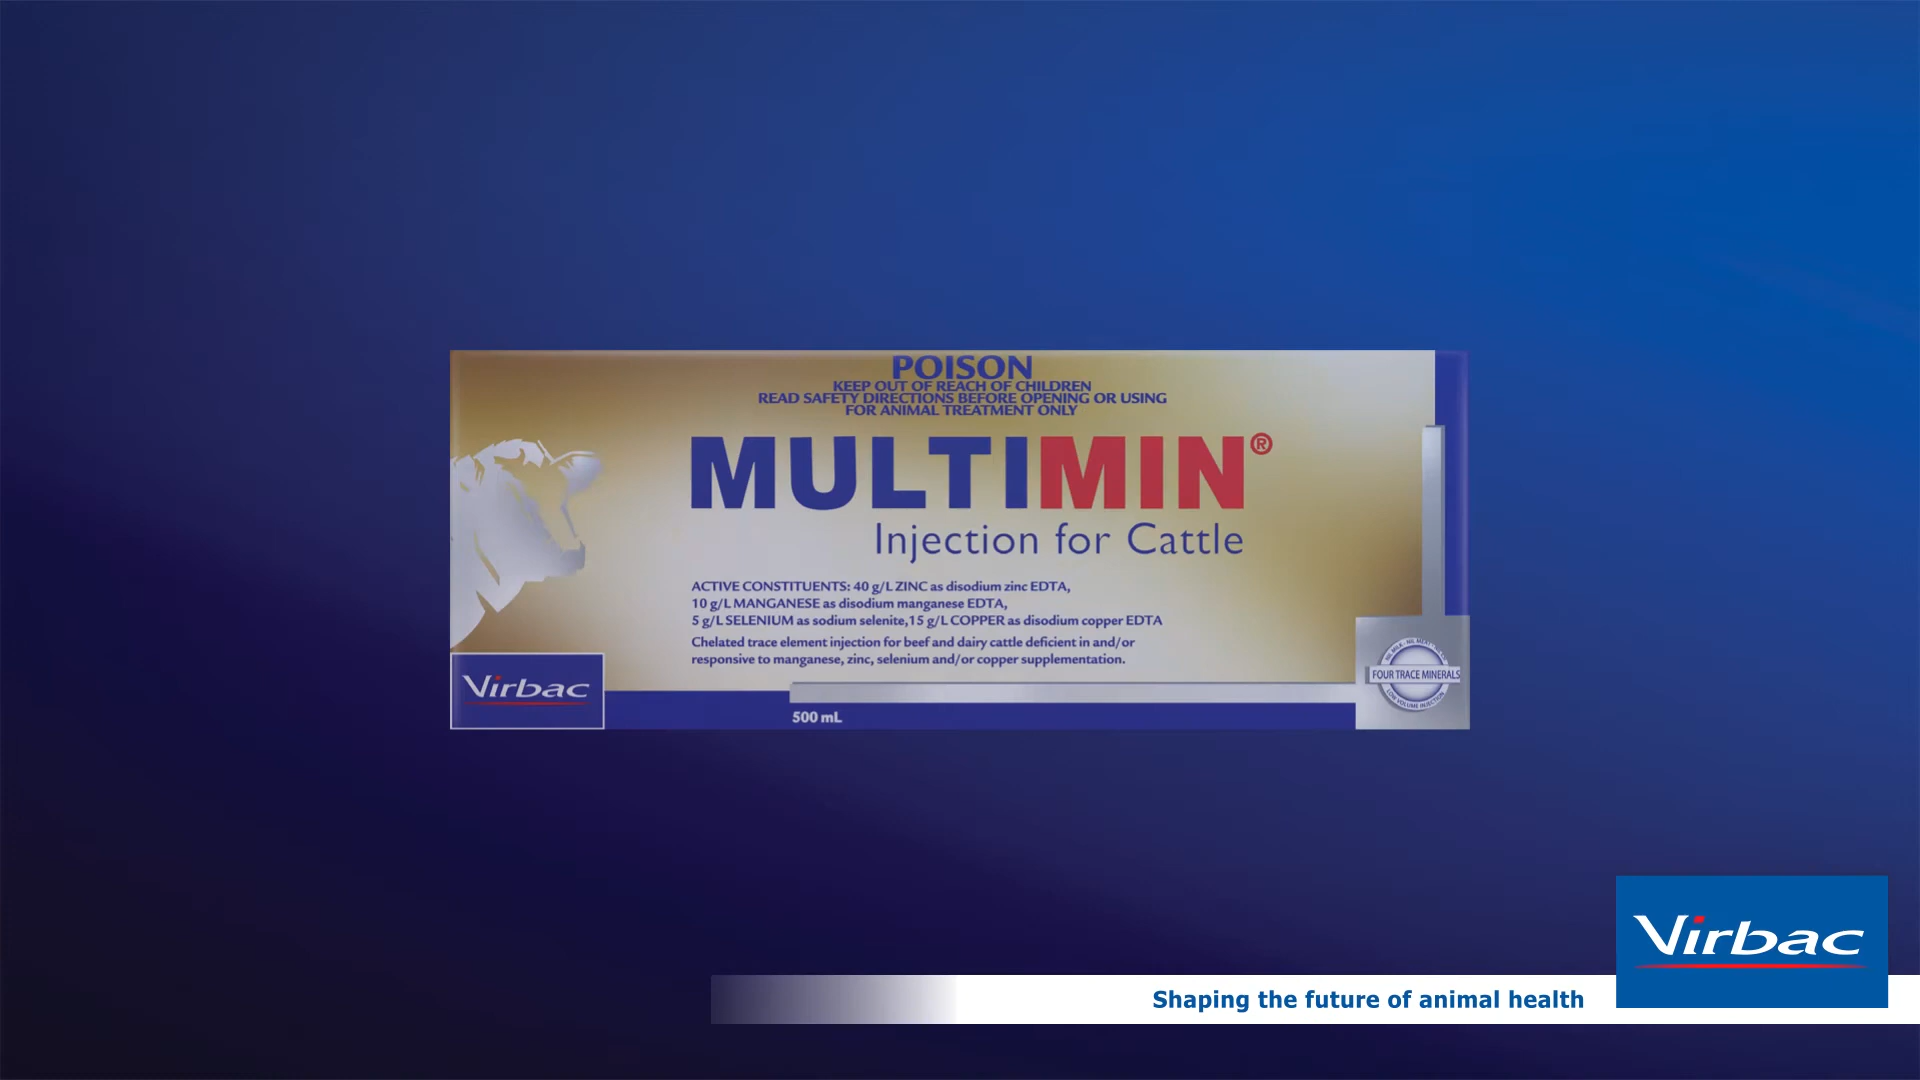 POISON
KEEP OUT OF REACH OF CHILDREN
READ SAFETY DIRECTIONS BEFORE OPENING OR USING
FOR ANIMAL TREATMENT ONLY
MULTIMIN®
Injection for Cattle
ACTIVE CONSTITUENTS: 40 g/L ZINC as disodium zinc EDTA,
10 g/L MANGANESE as disodium manganese EDTA,
5 g/L SELENIUM as sodium selenite,15 g/L COPPER as disodium copper EDTA
Chelated trace element injection for beef and dairy cattle deficient in and/or
responsive to manganese, zinc, selenium and/or copper supplementation.
Virbac
500 mL
FOUR TRACE MINERALS
LOW VOLUME INJECTION
Virbac
Shaping the future of animal health